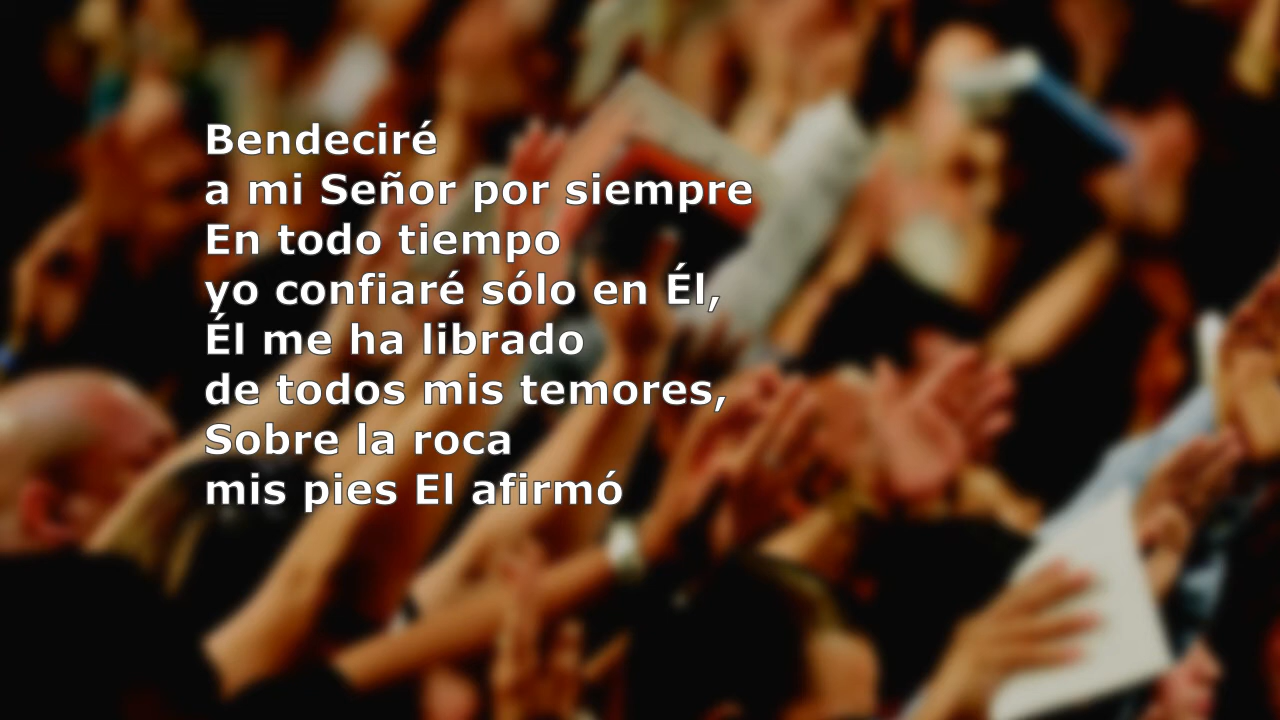 Bendeciré
a mi Señor por siempre
En todo tiempo
yo confiaré sólo en Él,
Él me ha librado
de todos mis temores,
Sobre la roca
mis pies El afirmó